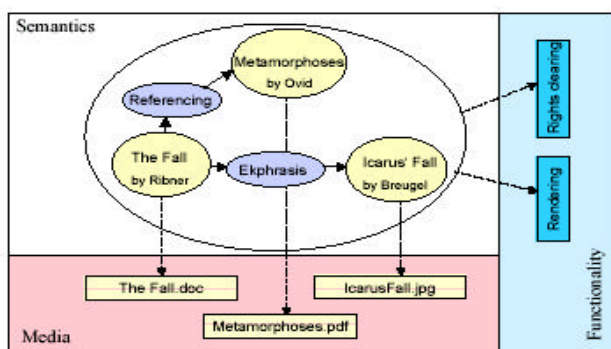 Semantics
Metamorphoses
by Ovid
Referencing
The Fall
by Ribner
Ekphrasis
Icarus' Fall
by Breugel
Rights clearing
Rendering
The Fall.doc
IcarusFall.jpg
Metamorphoses.pdf
Media
Functionality